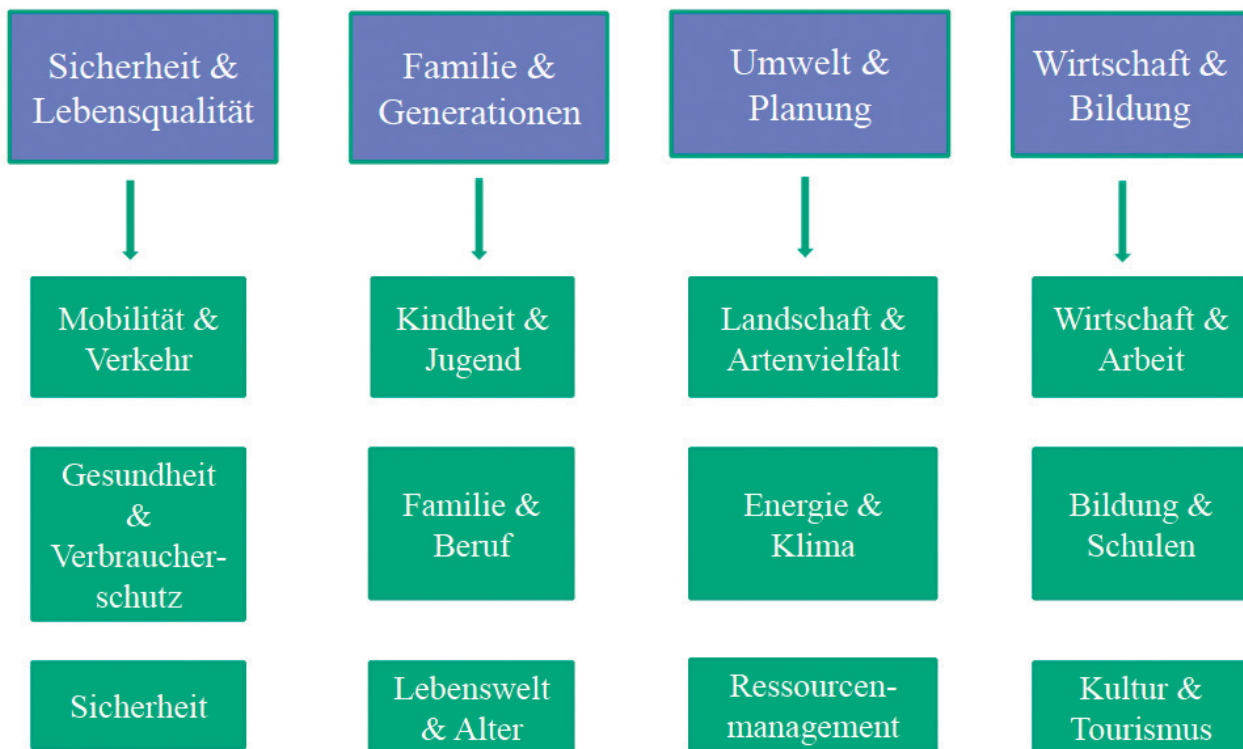 Sicherheit &
Lebensqualität
Familie &
Generationen
Umwelt &
Planung
Wirtschaft &
Bildung
Mobilität &
Verkehr
Kindheit &
Jugend
Landschaft &
Artenvielfalt
Wirtschaft &
Arbeit
Gesundheit
&
Verbraucher-
schutz
Familie &
Beruf
Energie &
Klima
Bildung &
Schulen
Sicherheit
Lebenswelt
& Alter
Ressourcen-
management
Kultur &
Tourismus